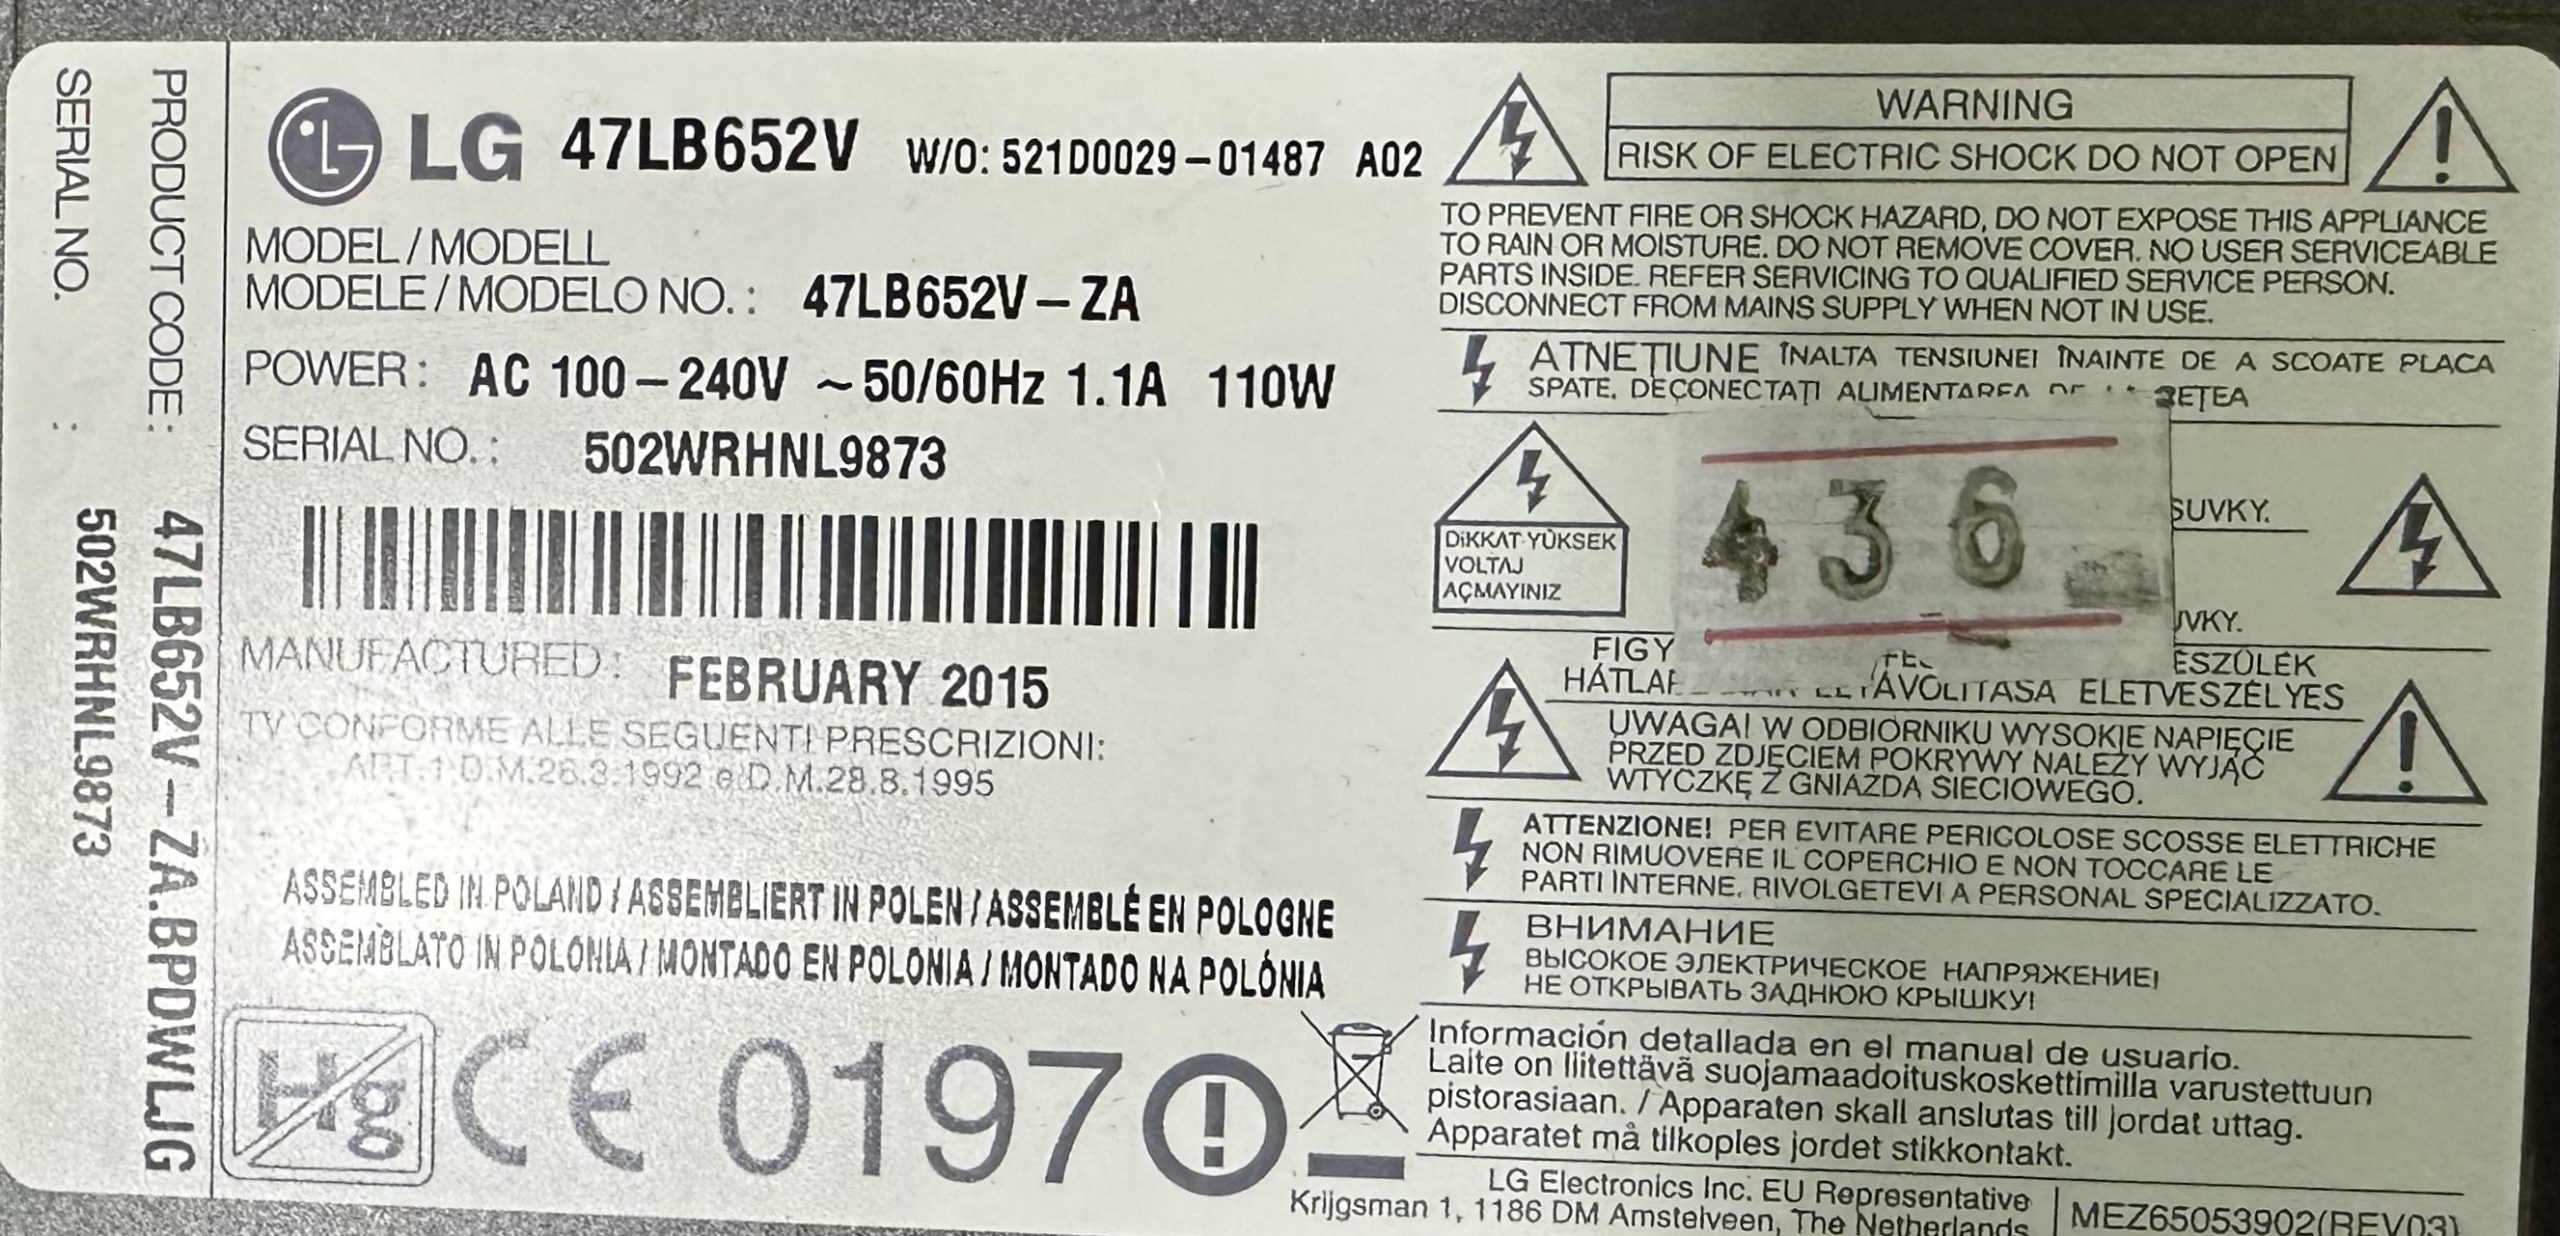 SERIAL NO. : 502WRHNL9873
PRODUCT CODE: 47LB652V-ZA.BPDWLJG
LG 47LB652V W/O: 521D0029-01487 A02
MODEL/MODELL
MODELE/MODELO NO.: 47LB652V-ZA
POWER: AC 100-240V ~50/60Hz 1.1A 110W
SERIAL NO.: 502WRHNL9873
MANUFACTURED: FEBRUARY 2015
TV CONFORME ALLE SEGUENTI PRESCRIZIONI:
ART.1 D.M.26.3.1992 e D.M.28.8.1995
ASSEMBLED IN POLAND / ASSEMBLIERT IN POLEN / ASSEMBLÉ EN POLOGNE
ASSEMBLATO IN POLONIA / MONTADO EN POLONIA / MONTADO NA POLÓNIA
Hg CE 0197 !
WARNING
RISK OF ELECTRIC SHOCK DO NOT OPEN
TO PREVENT FIRE OR SHOCK HAZARD, DO NOT EXPOSE THIS APPLIANCE
TO RAIN OR MOISTURE. DO NOT REMOVE COVER. NO USER SERVICEABLE
PARTS INSIDE. REFER SERVICING TO QUALIFIED SERVICE PERSON.
DISCONNECT FROM MAINS SUPPLY WHEN NOT IN USE.
ATNEŢIUNE ÎNALTA TENSIUNEI ÎNAINTE DE A SCOATE PLACA
SPATE, DECONECTAŢI ALIMENTAREA REŢEA
DİKKAT YÜKSEK
VOLTAJ
AÇMAYINIZ
436
SUVKY.
FIGY ESZÜLÉK
ELETVESZÉLYES
UWAGA! W ODBIORNIKU WYSOKIE NAPIĘCIE
PRZED ZDJĘCIEM POKRYWY NALEŻY WYJĄĆ
WTYCZKĘ Z GNIAZDA SIECIOWEGO.
ATTENZIONE! PER EVITARE PERICOLOSE SCOSSE ELETTRICHE
NON RIMUOVERE IL COPERCHIO E NON TOCCARE LE
PARTI INTERNE. RIVOLGETEVI A PERSONAL SPECIALIZZATO.
ВНИМАНИЕ
ВЫСОКОЕ ЭЛЕКТРИЧЕСКОЕ НАПРЯЖЕНИЕ!
НЕ ОТКРЫВАТЬ ЗАДНЮЮ КРЫШКУ!
Información detallada en el manual de usuario.
Laite on liitettävä suojamaadoituskoskettimilla varustettuun
pistorasiaan. / Apparaten skall anslutas till jordat uttag.
Apparatet må tilkoples jordet stikkontakt.
LG Electronics Inc. EU Representative
Krijgsman 1, 1186 DM Amstelveen, The Netherlands
MEZ65053902(REV03)